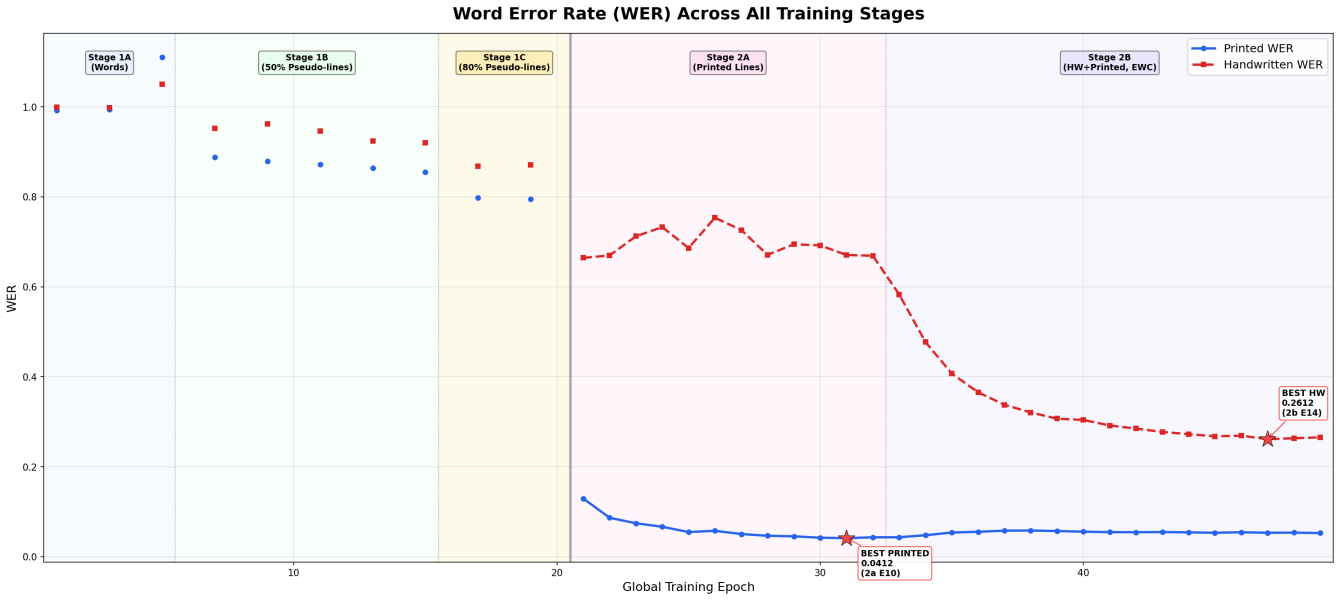 Word Error Rate (WER) Across All Training Stages
Stage 1A
(Words)
Stage 1B
(50% Pseudo-lines)
Stage 1C
(80% Pseudo-lines)
Stage 2A
(Printed Lines)
Stage 2B
(HW+Printed, EWC)
Printed WER
Handwritten WER
1.0
0.8
0.6
0.4
0.2
0.0
WER
BEST HW
0.2612
(2b E14)
BEST PRINTED
0.0412
(2a E10)
10
20
30
40
Global Training Epoch